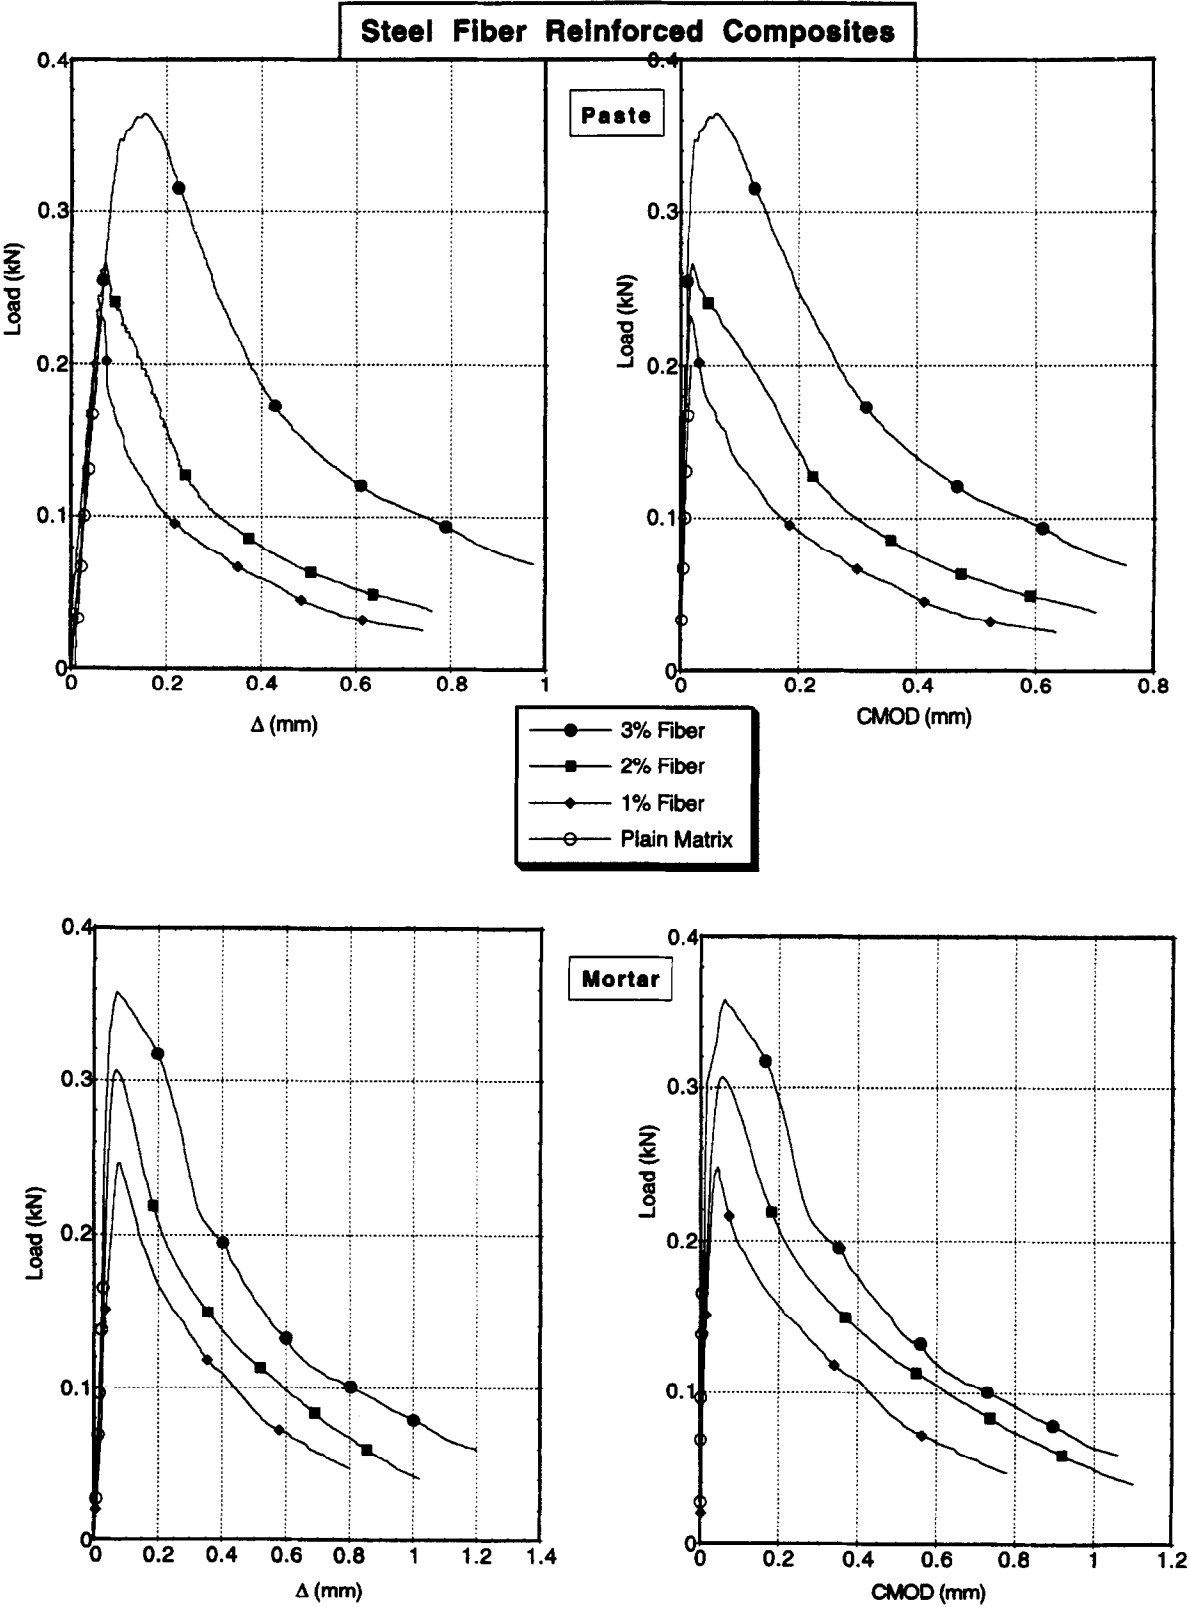 Steel Fiber Reinforced Composites
0.4
0.3
0.2
0.1
0
Load (kN)
0 0.2 0.4 0.6 0.8 1
Δ (mm)
Paste
0.4
0.3
0.2
0.1
0
Load (kN)
0 0.2 0.4 0.6 0.8
CMOD (mm)
3% Fiber
2% Fiber
1% Fiber
Plain Matrix
0.4
0.3
0.2
0.1
0
Load (kN)
0 0.2 0.4 0.6 0.8 1 1.2 1.4
Δ (mm)
Mortar
0.4
0.3
0.2
0.1
0
Load (kN)
0 0.2 0.4 0.6 0.8 1 1.2
CMOD (mm)